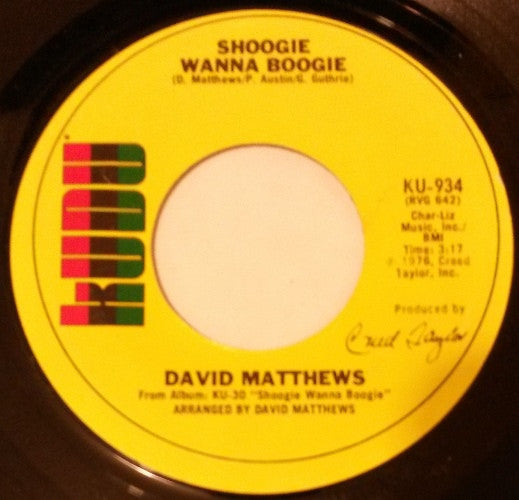 SHOOGIE
WANNA BOOGIE
(D. Matthews/P. Austin/G. Guthrie)
KUDU
KU-934
(RVG 642)
Char-Liz
Music, Inc./
BMI
Time: 3:17
℗ 1976, Creed
Taylor, Inc.
Produced by
Creed Taylor
DAVID MATTHEWS
From Album: KU-30 "Shoogie Wanna Boogie"
ARRANGED BY DAVID MATTHEWS